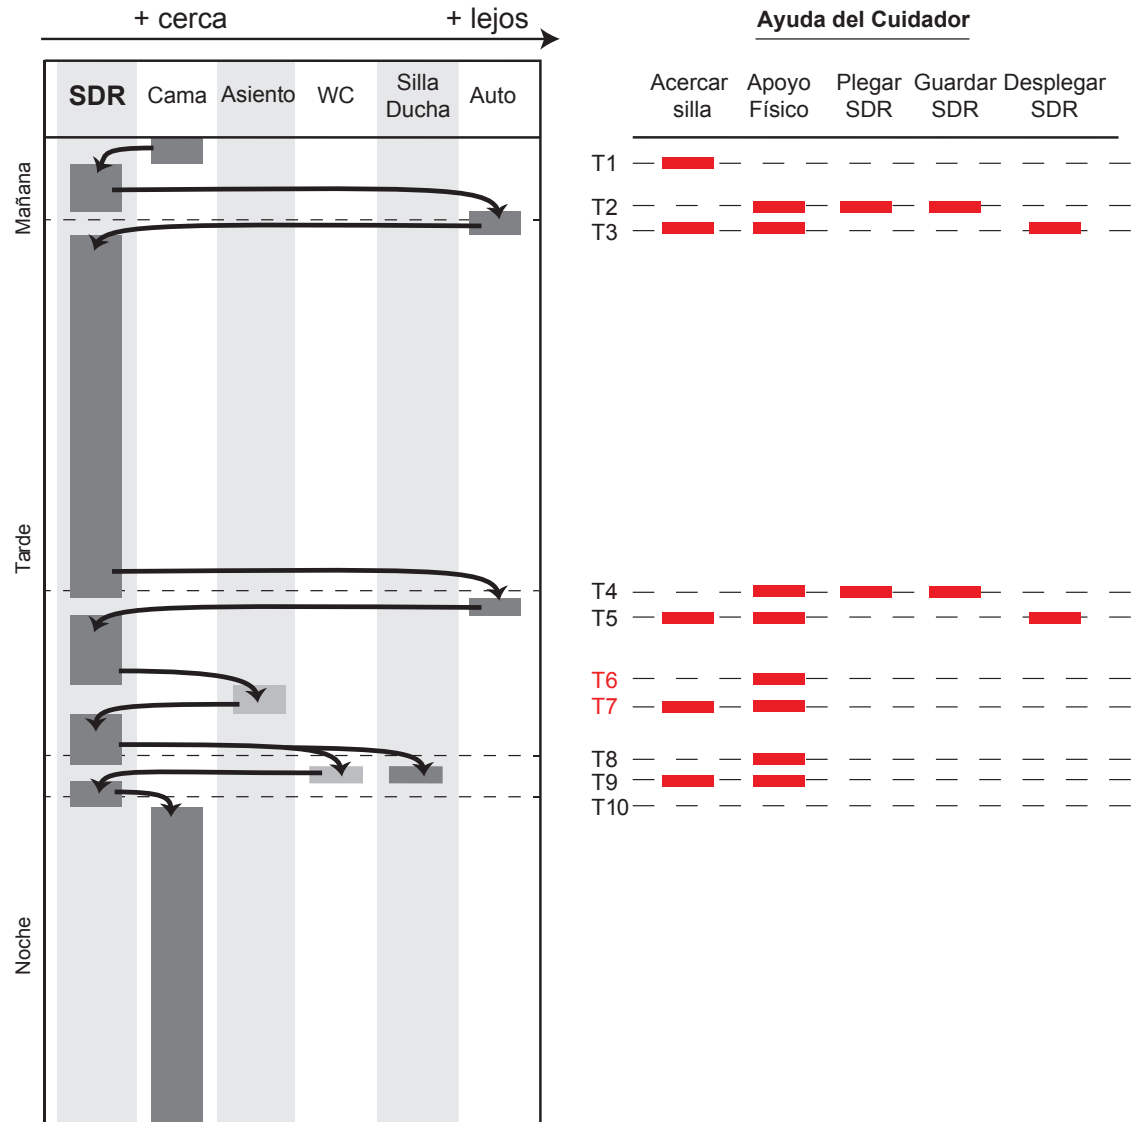 + cerca
+ lejos
Ayuda del Cuidador
SDR
Cama
Asiento
WC
Silla
Ducha
Auto
Acercar
silla
Apoyo
Físico
Plegar
SDR
Guardar
SDR
Desplegar
SDR
Mañana
Tarde
Noche
T1
T2
T3
T4
T5
T6
T7
T8
T9
T10